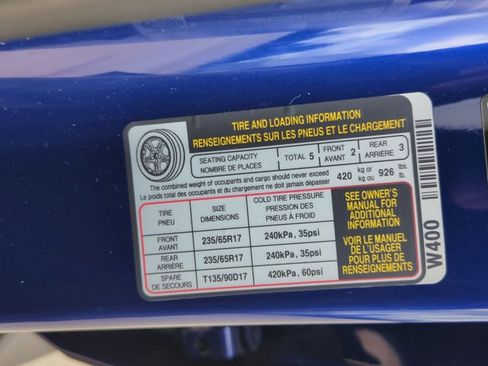 TIRE AND LOADING INFORMATION
RENSEIGNEMENTS SUR LES PNEUS ET LE CHARGEMENT
SEATING CAPACITY
NOMBRE DE PLACES
TOTAL 5
FRONT
AVANT 2
REAR
ARRIÈRE 3
The combined weight of occupants and cargo should never exceed
Le poids total des occupants et du chargement ne doit jamais dépasser
420 kg or
kg ou 926 lbs.
lb.
TIRE
PNEU
SIZE
DIMENSIONS
COLD TIRE PRESSURE
PRESSION DES
PNEUS À FROID
FRONT
AVANT
235/65R17
240kPa, 35psi
REAR
ARRIÈRE
235/65R17
240kPa, 35psi
SPARE
DE SECOURS
T135/90D17
420kPa, 60psi
SEE OWNER'S
MANUAL FOR
ADDITIONAL
INFORMATION
VOIR LE MANUEL
DE L'USAGER
POUR PLUS DE
RENSEIGNEMENTS
W400